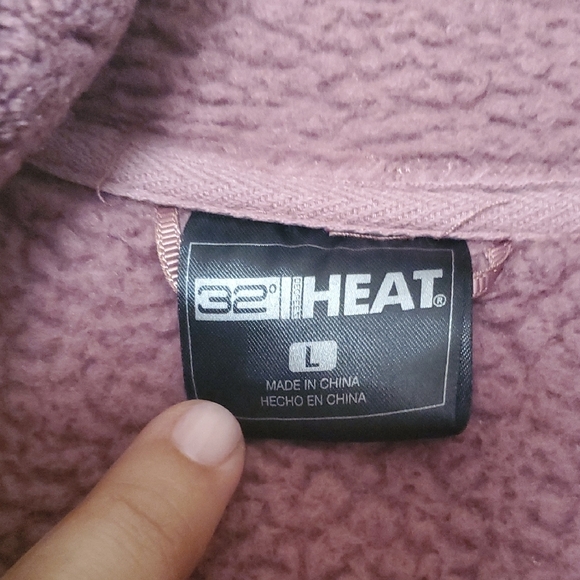 32° HEAT®
L
MADE IN CHINA
HECHO EN CHINA